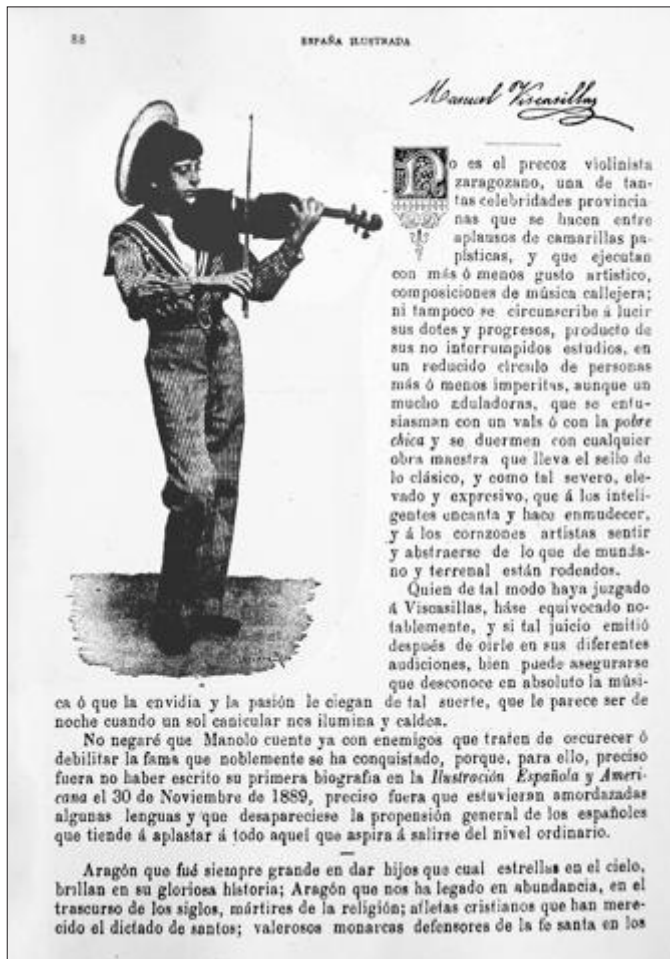 88
ESPAÑA ILUSTRADA
Manuel Viscasillas
No es el precoz violinista
zaragozano, una de tan-
tas celebridades provincia-
nas que se hacen entre
aplausos de camarillas pa-
písticas, y que ejecutan
con más ó menos gusto artístico,
composiciones de música callejera;
ni tampoco se circunscribe á lucir
sus dotes y progresos, producto de
sus no interrumpidos estudios, en
un reducido círculo de personas
más ó menos imperitas, aunque un
mucho aduladoras, que se entu-
siasman con un vals ó con la pobre
chica y se duermen con cualquier
obra maestra que lleva el sello de
lo clásico, y como tal severo, ele-
vado y expresivo, que á los inteli-
gentes encanta y hace enmudecer,
y á los corazones artistas sentir
y abstraerse de lo que de munda-
no y terrenal están rodeados.
Quien de tal modo haya juzgado
á Viscasillas, háse equivocado no-
tablemente, y si tal juicio emitió
después de oirle en sus diferentes
audiciones, bien puede asegurarse
que desconoce en absoluto la músi-
ca ó que la envidia y la pasión le ciegan de tal suerte, que le parece ser de
noche cuando un sol canicular nos ilumina y caldea.
No negaré que Manolo cuente ya con enemigos que traten de orcurecer ó
debilitar la fama que noblemente se ha conquistado, porque, para ello, preciso
fuera no haber escrito su primera biografia en la Ilustración Española y Ameri-
cana el 30 de Noviembre de 1889, preciso fuera que estuvieran amordazadas
algunas lenguas y que desapareciese la propensión general de los españoles
que tiende á aplastar á todo aquel que aspira á salirse del nivel ordinario.
Aragón que fué siempre grande en dar hijos que cual estrellas en el cielo,
brillan en su gloriosa historia; Aragón que nos ha legado en abundancia, en el
trascurso de los siglos, mártires de la religión; atletas cristianos que han mere-
cido el dictado de santos; valerosos monarcas defensores de la fe santa en los